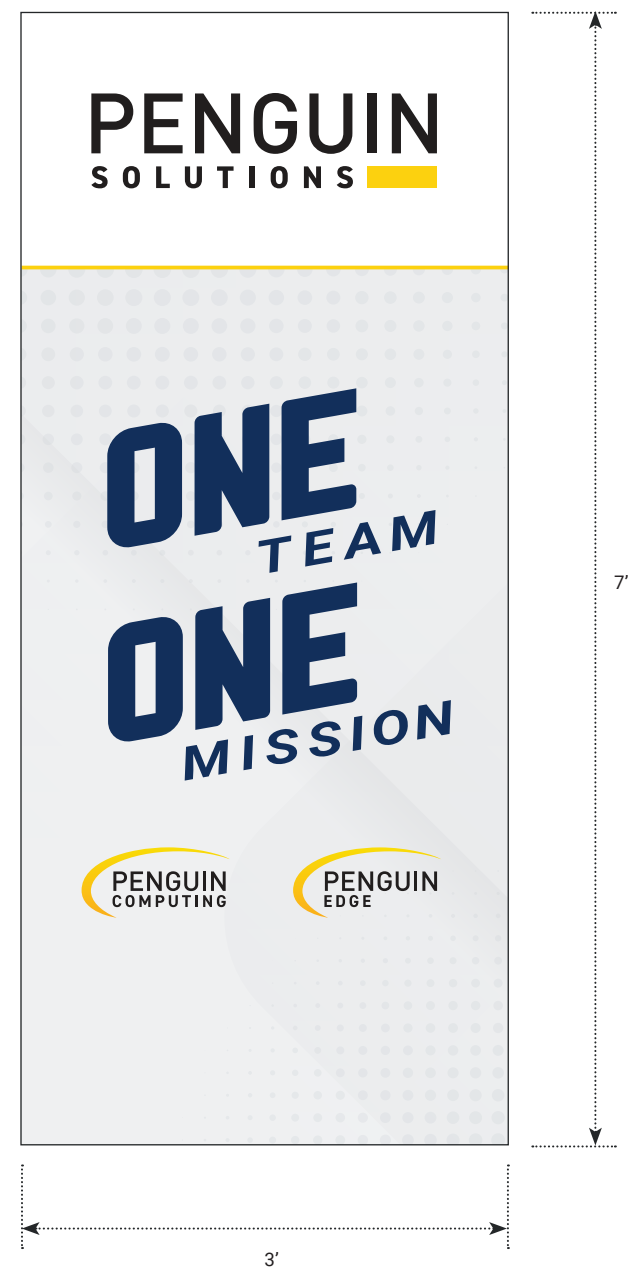 PENGUIN
SOLUTIONS
ONE
TEAM
ONE
MISSION
PENGUIN
COMPUTING
PENGUIN
EDGE
7’
3’